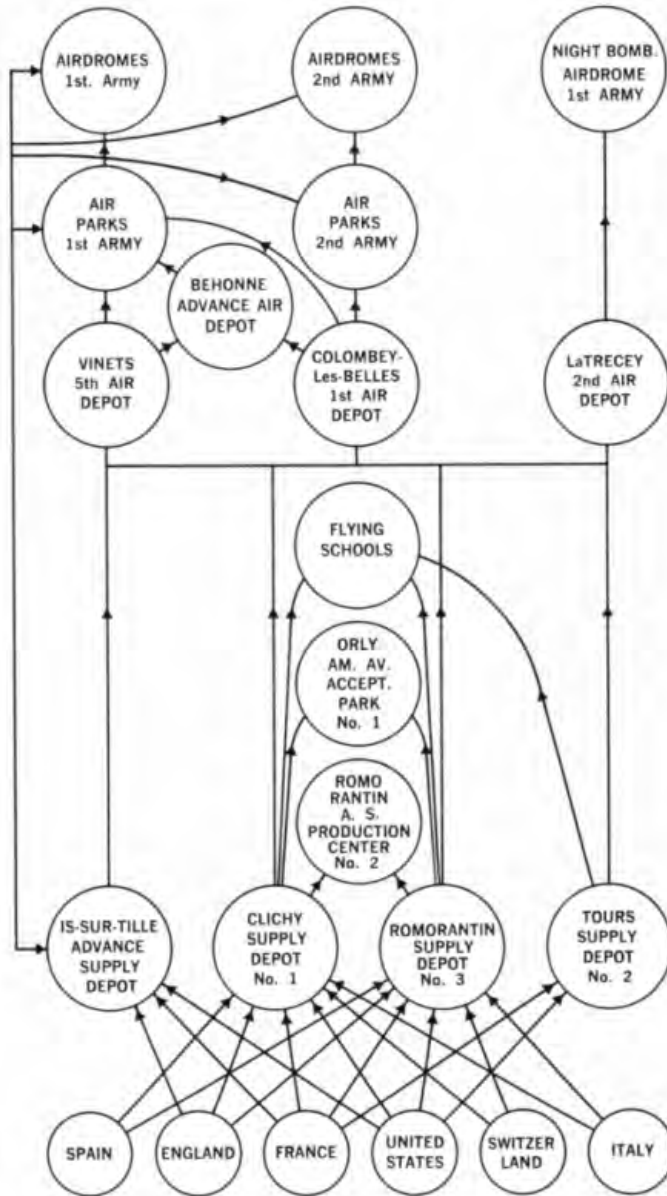 AIRDROMES
1st. Army
AIRDROMES
2nd ARMY
NIGHT BOMB.
AIRDROME
1st ARMY
AIR
PARKS
1st ARMY
AIR
PARKS
2nd ARMY
BEHONNE
ADVANCE AIR
DEPOT
VINETS
5th AIR
DEPOT
COLOMBEY-
Les-BELLES
1st AIR
DEPOT
LaTRECEY
2nd AIR
DEPOT
FLYING
SCHOOLS
ORLY
AM. AV.
ACCEPT.
PARK
No. 1
ROMO
RANTIN
A. S.
PRODUCTION
CENTER
No. 2
IS-SUR-TILLE
ADVANCE
SUPPLY
DEPOT
CLICHY
SUPPLY
DEPOT
No. 1
ROMORANTIN
SUPPLY
DEPOT
No. 3
TOURS
SUPPLY
DEPOT
No. 2
SPAIN
ENGLAND
FRANCE
UNITED
STATES
SWITZER
LAND
ITALY